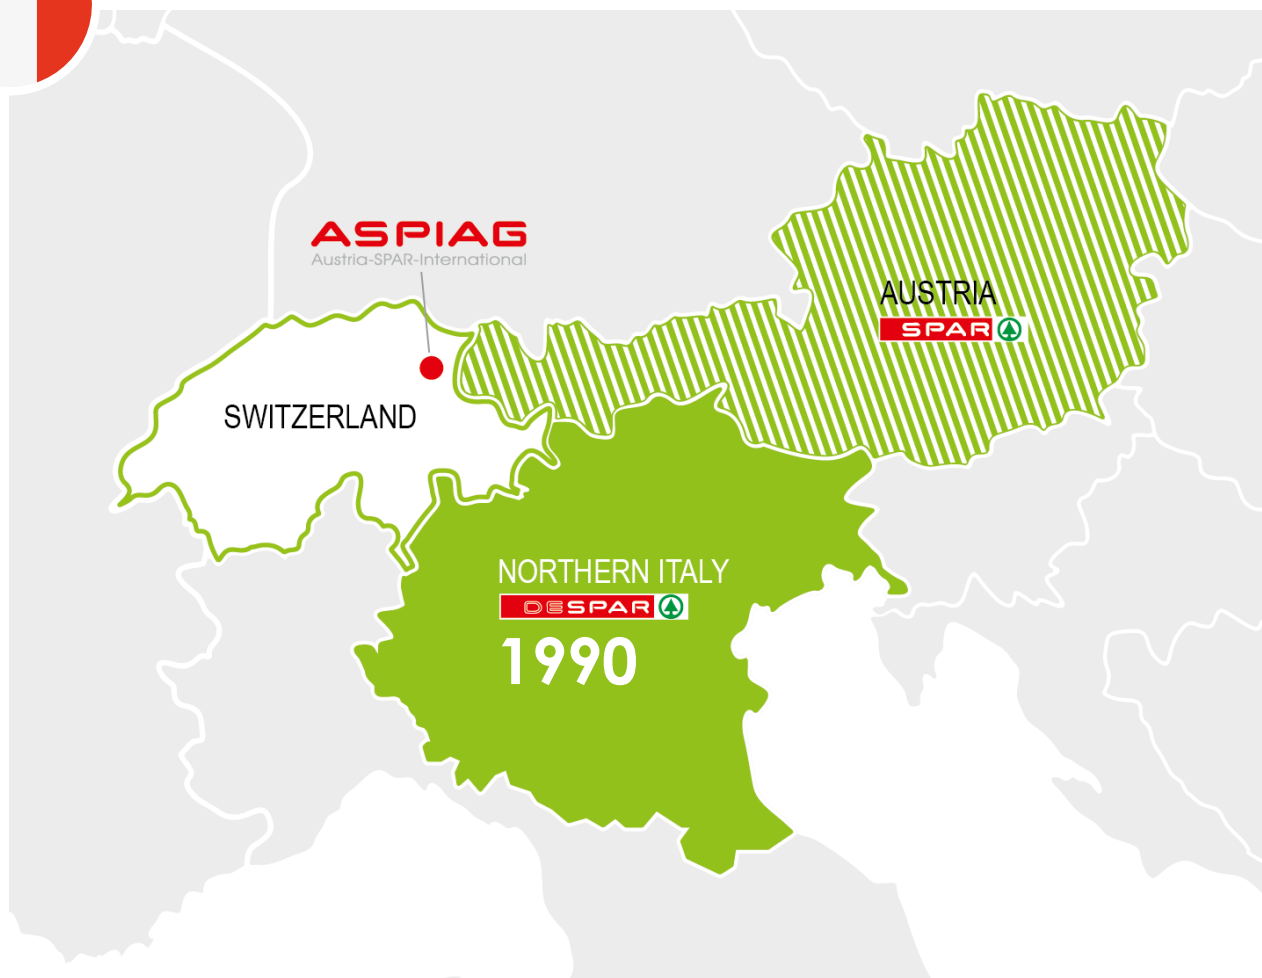 ASPIAG
Austria-SPAR-International
AUSTRIA
SPAR
SWITZERLAND
NORTHERN ITALY
DESPAR
1990